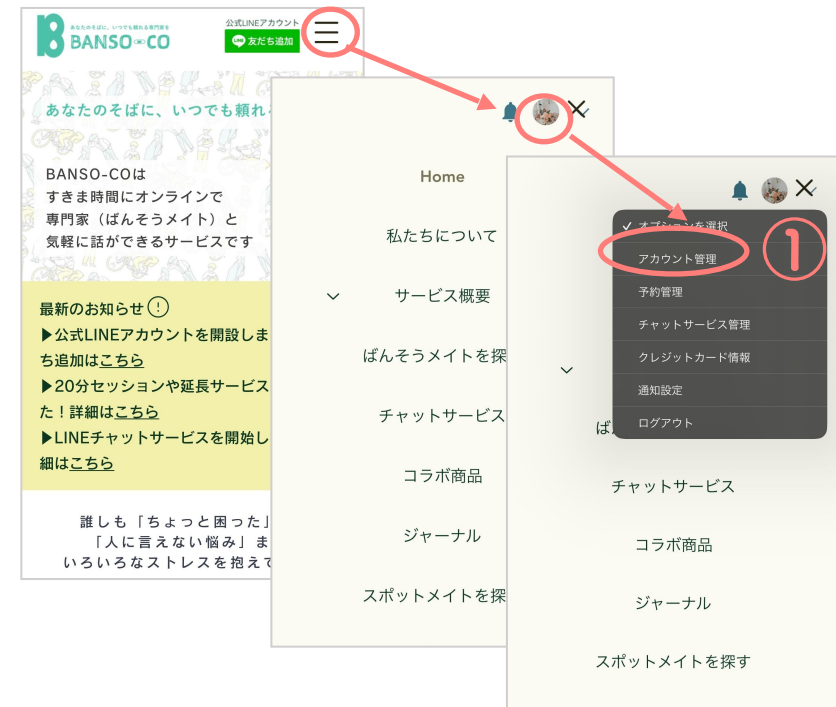 あなたのそばに、いつでも頼れる専門家を
BANSO-CO
公式LINEアカウント
LINE
友だち追加
あなたのそばに、いつでも頼れ
BANSO-COは
すきま時間にオンラインで
専門家（ばんそうメイト）と
気軽に話ができるサービスです
最新のお知らせ
▶公式LINEアカウントを開設しま
ち追加はこちら
▶20分セッションや延長サービス
た！詳細はこちら
▶LINEチャットサービスを開始し
細はこちら
誰しも「ちょっと困った」
「人に言えない悩み」ま
いろいろなストレスを抱えて
Home
私たちについて
サービス概要
ばんそうメイトを探
チャットサービス
コラボ商品
ジャーナル
スポットメイトを探
✓ オプションを選択
アカウント管理
予約管理
チャットサービス管理
クレジットカード情報
通知設定
ログアウト
①
ば
チャットサービス
コラボ商品
ジャーナル
スポットメイトを探す